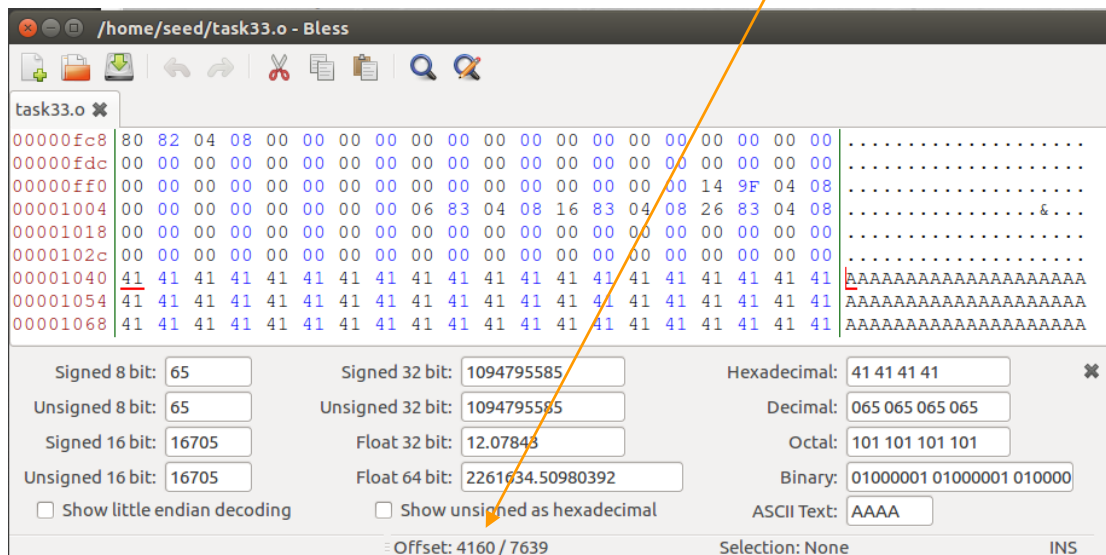 /home/seed/task33.o - Bless
task33.o
00000fc8 80 82 04 08 00 00 00 00 00 00 00 00 00 00 00 00 00 00 00 00 ....................
00000fdc 00 00 00 00 00 00 00 00 00 00 00 00 00 00 00 00 00 00 00 00 ....................
00000ff0 00 00 00 00 00 00 00 00 00 00 00 00 00 00 00 00 14 9F 04 08 ....................
00001004 00 00 00 00 00 00 00 00 06 83 04 08 16 83 04 08 26 83 04 08 ................&...
00001018 00 00 00 00 00 00 00 00 00 00 00 00 00 00 00 00 00 00 00 00 ....................
0000102c 00 00 00 00 00 00 00 00 00 00 00 00 00 00 00 00 00 00 00 00 ....................
00001040 41 41 41 41 41 41 41 41 41 41 41 41 41 41 41 41 41 41 41 41 AAAAAAAAAAAAAAAAAAAA
00001054 41 41 41 41 41 41 41 41 41 41 41 41 41 41 41 41 41 41 41 41 AAAAAAAAAAAAAAAAAAAA
00001068 41 41 41 41 41 41 41 41 41 41 41 41 41 41 41 41 41 41 41 41 AAAAAAAAAAAAAAAAAAAA
Signed 8 bit: 65 Signed 32 bit: 1094795585 Hexadecimal: 41 41 41 41
Unsigned 8 bit: 65 Unsigned 32 bit: 1094795585 Decimal: 065 065 065 065
Signed 16 bit: 16705 Float 32 bit: 12.07843 Octal: 101 101 101 101
Unsigned 16 bit: 16705 Float 64 bit: 2261634.50980392 Binary: 01000001 01000001 010000
Show little endian decoding Show unsigned as hexadecimal ASCII Text: AAAA
Offset: 4160 / 7639 Selection: None INS